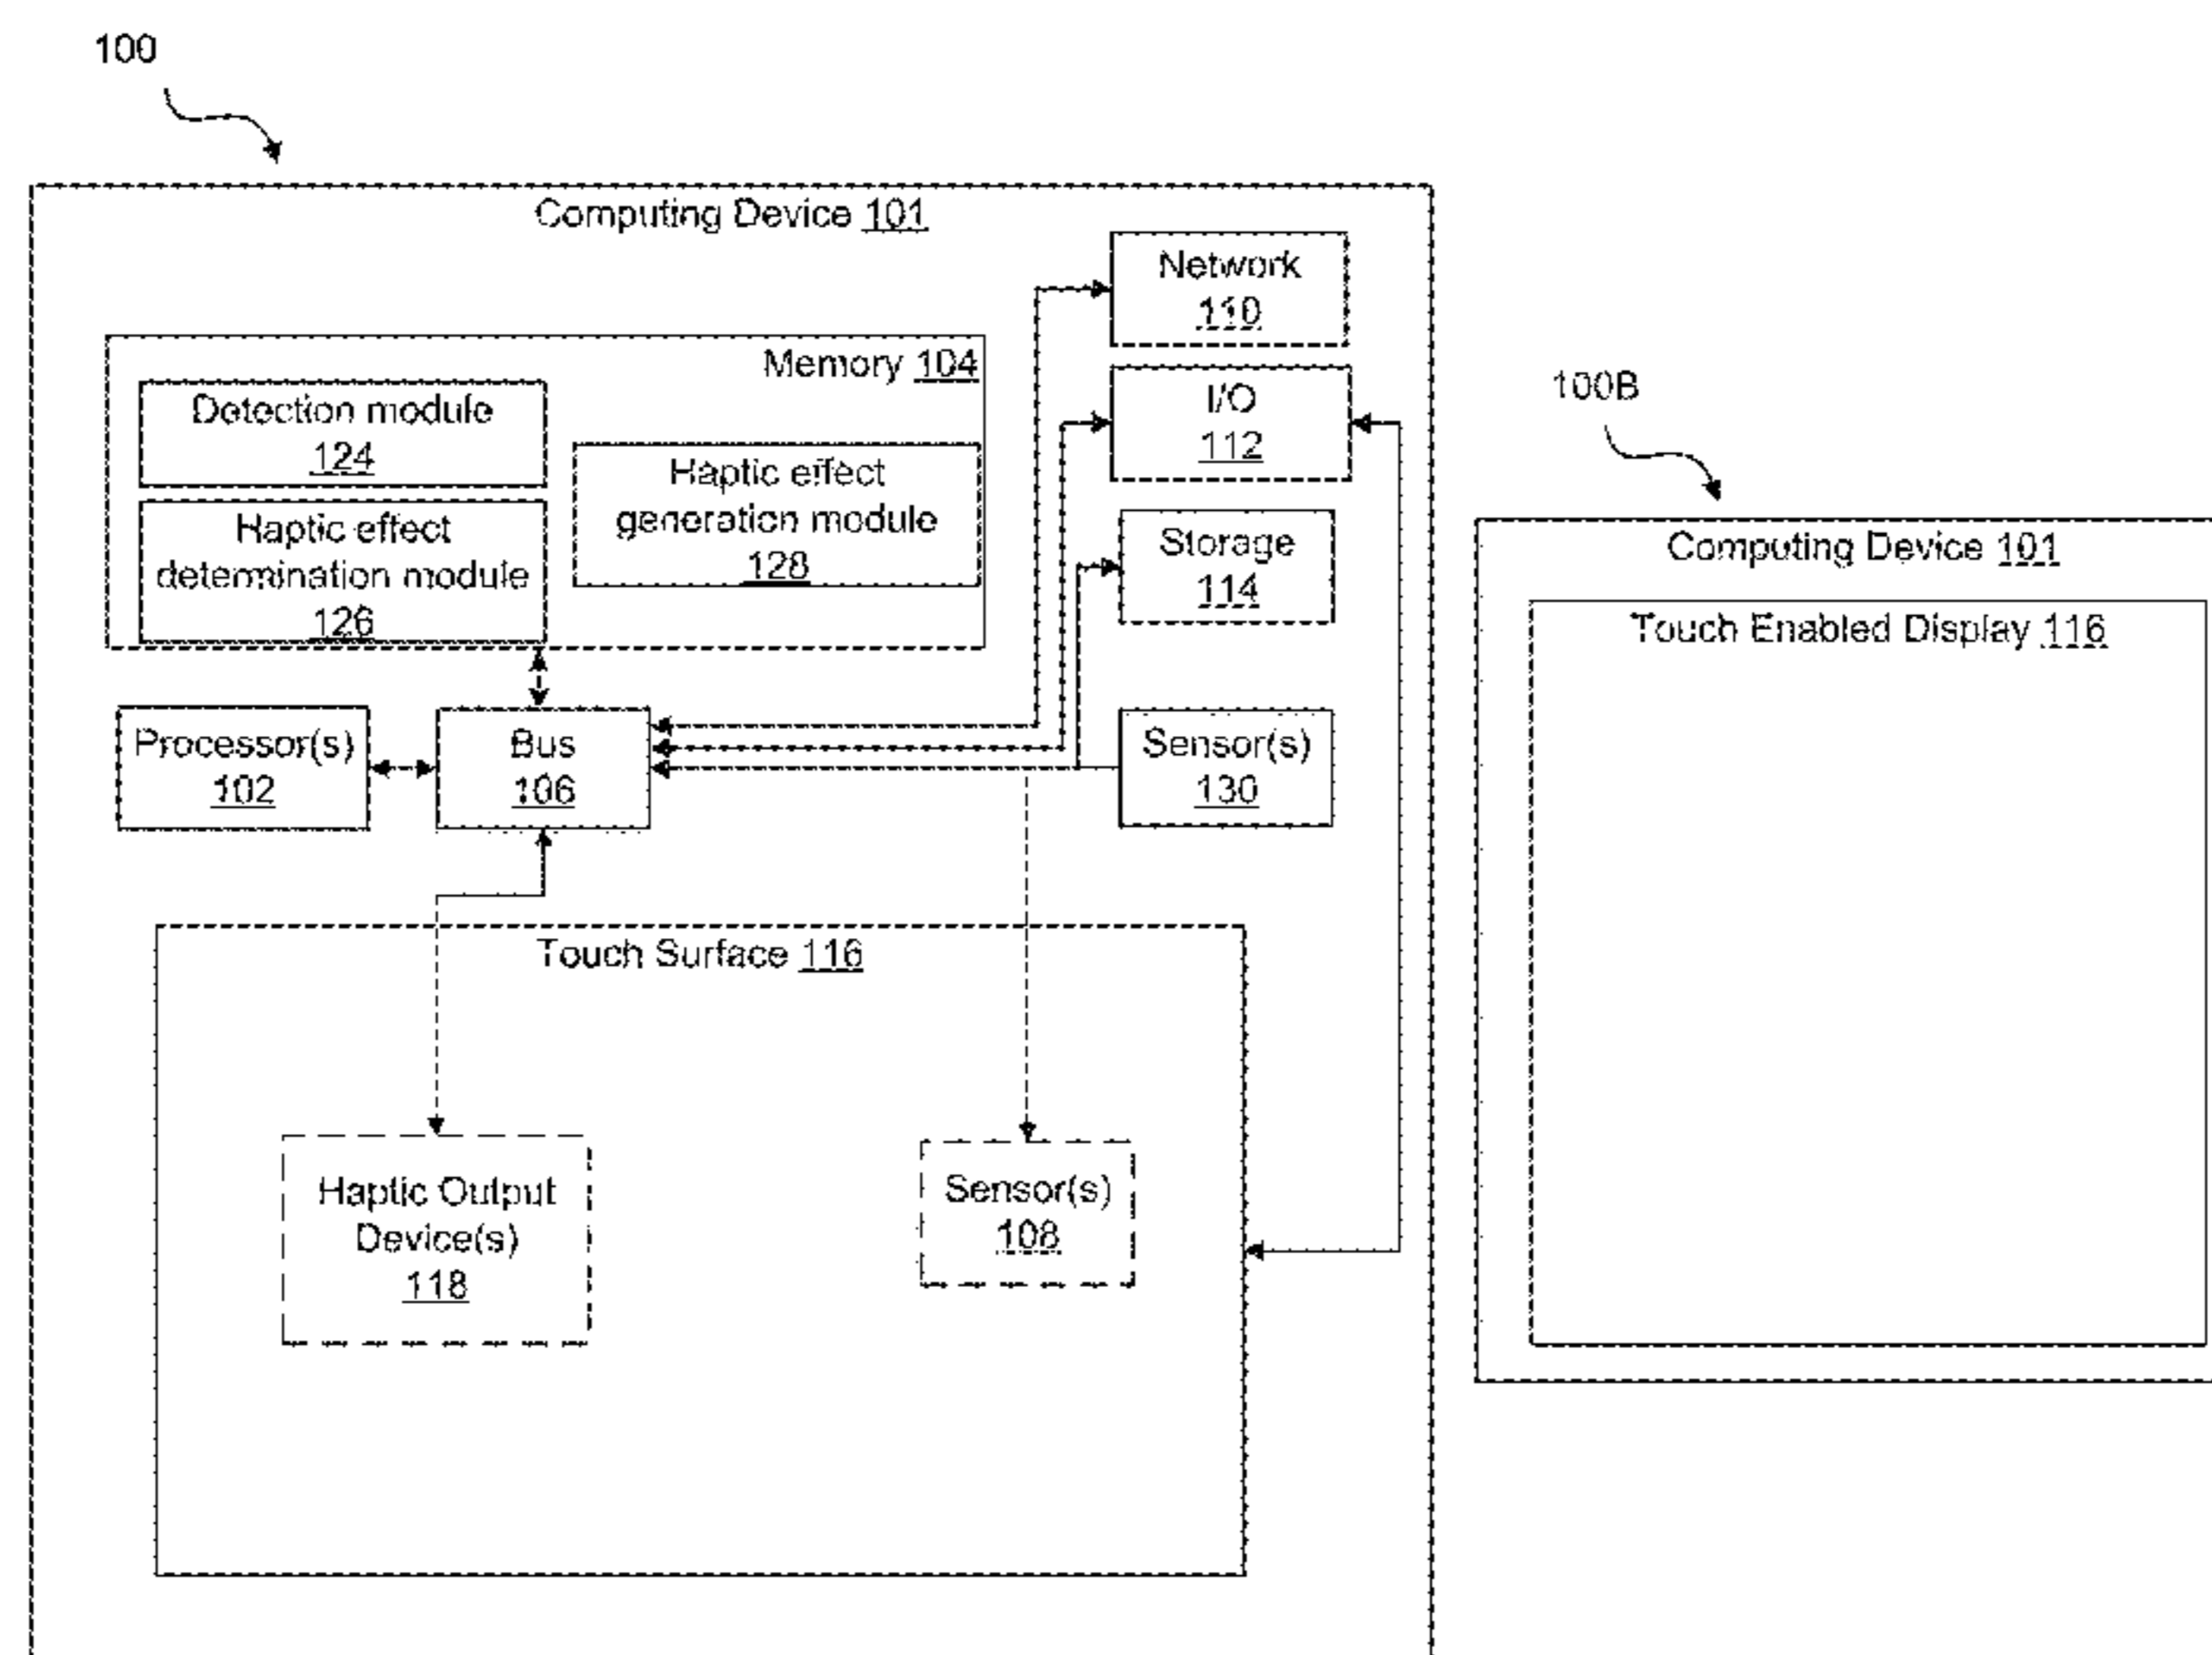 100
Computing Device 101
Network
110
Memory 104
Detection module
124
Haptic effect
determination module
126
Haptic effect
generation module
128
I/O
112
Storage
114
Processor(s)
102
Bus
106
Sensor(s)
130
Touch Surface 116
Haptic Output
Device(s)
118
Sensor(s)
108
100B
Computing Device 101
Touch Enabled Display 116